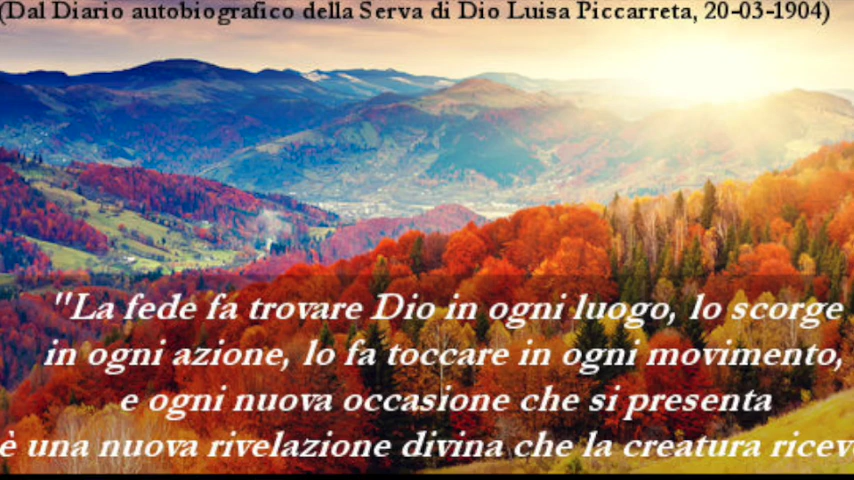 (Dal Diario autobiografico della Serva di Dio Luisa Piccarreta, 20-03-1904)
"La fede fa trovare Dio in ogni luogo, lo scorge
in ogni azione, lo fa toccare in ogni movimento,
e ogni nuova occasione che si presenta
è una nuova rivelazione divina che la creatura